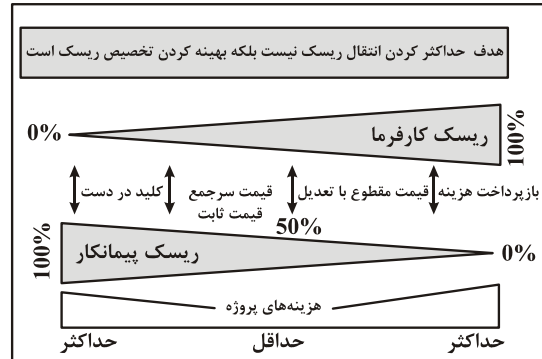 هدف حداکثر کردن انتقال ریسک نیست بلکه بهینه کردن تخصیص ریسک است
0%
ریسک کارفرما
100%
بازپرداخت هزینه
قیمت مقطوع با تعدیل
قیمت سرجمع
قیمت ثابت
کلید در دست
50%
100%
ریسک پیمانکار
0%
هزینه‌های پروژه
حداکثر
حداقل
حداکثر